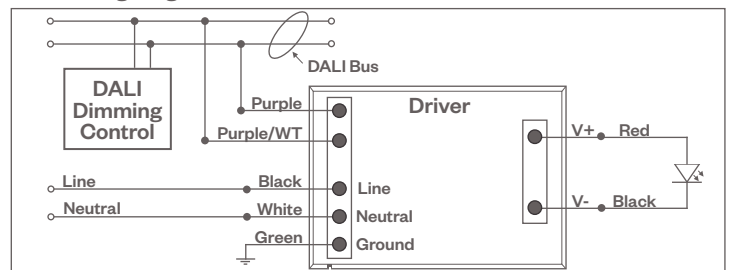 DALI Bus
DALI
Dimming
Control
Driver
Purple
Purple/WT
Line
Black
Line
Neutral
White
Neutral
Green
Ground
V+
Red
V-
Black